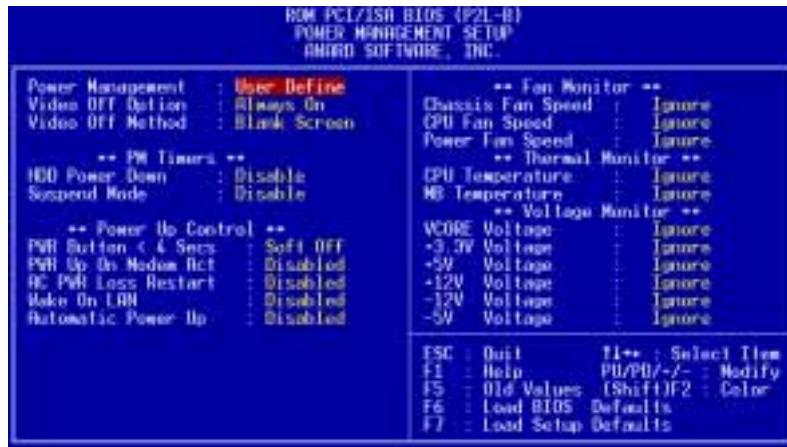 ROM PCI/ISA BIOS (P2L-B)
POWER MANAGEMENT SETUP
AWARD SOFTWARE, INC.
Power Management : User Define
Video Off Option : Always On
Video Off Method : Blank Screen
** PM Timers **
HDD Power Down : Disable
Suspend Mode : Disable
** Power Up Control **
PWR Button < 4 Secs : Soft Off
PWR Up On Modem Act : Disabled
AC PWR Loss Restart : Disabled
Wake On LAN : Disabled
Automatic Power Up : Disabled
** Fan Monitor **
Chassis Fan Speed : Ignore
CPU Fan Speed : Ignore
Power Fan Speed : Ignore
** Thermal Monitor **
CPU Temperature : Ignore
MB Temperature : Ignore
** Voltage Monitor **
VCORE Voltage : Ignore
+3.3V Voltage : Ignore
+5V Voltage : Ignore
+12V Voltage : Ignore
-12V Voltage : Ignore
-5V Voltage : Ignore
ESC : Quit ↑↓→← : Select Item
F1 : Help PU/PD/+/- : Modify
F5 : Old Values (Shift)F2 : Color
F6 : Load BIOS Defaults
F7 : Load Setup Defaults